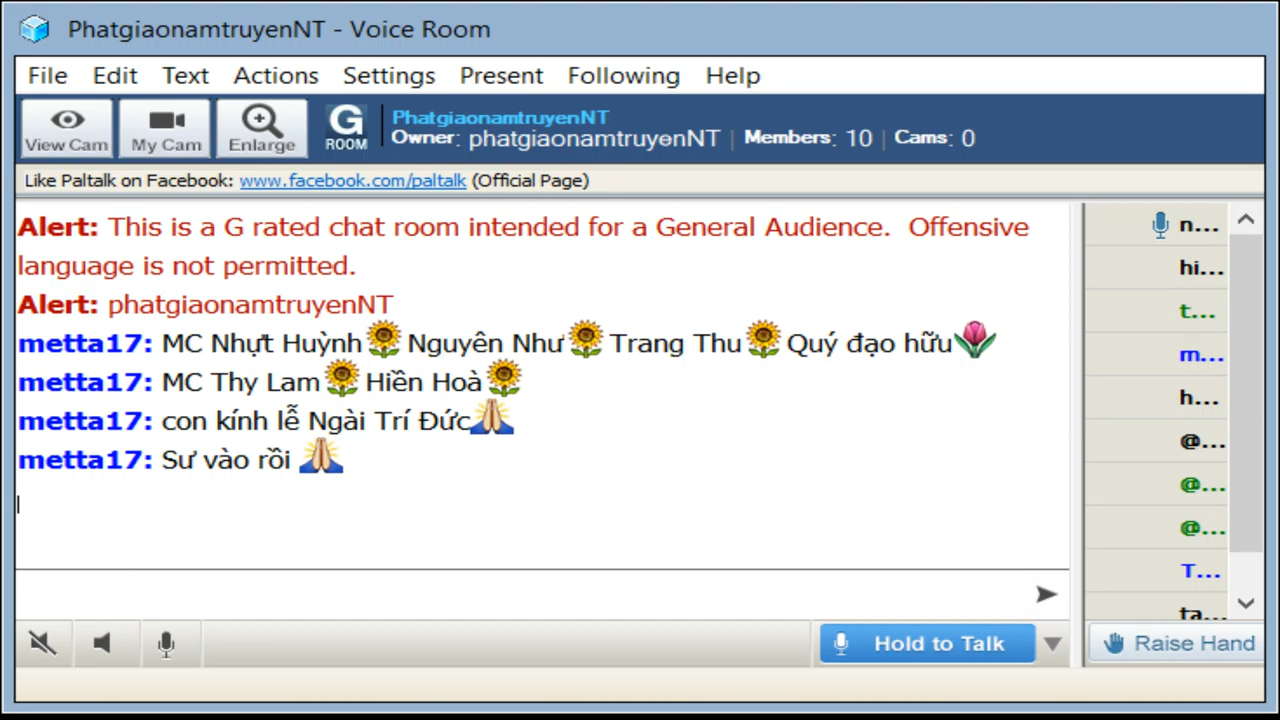 PhatgiaonamtruyenNT - Voice Room
File Edit Text Actions Settings Present Following Help
View Cam My Cam Enlarge G ROOM
PhatgiaonamtruyenNT
Owner: phatgiaonamtruyenNT | Members: 10 | Cams: 0
Like Paltalk on Facebook: www.facebook.com/paltalk (Official Page)
Alert: This is a G rated chat room intended for a General Audience. Offensive
language is not permitted.
Alert: phatgiaonamtruyenNT
metta17: MC Nhựt Huỳnh🌻Nguyên Như🌻Trang Thu🌻Quý đạo hữu🌷
metta17: MC Thy Lam🌻Hiền Hoà🌻
metta17: con kính lễ Ngài Trí Đức🙏
metta17: Sư vào rồi 🙏
n...
hi...
t...
m...
h...
@...
@...
@...
T...
ta...
Hold to Talk
Raise Hand